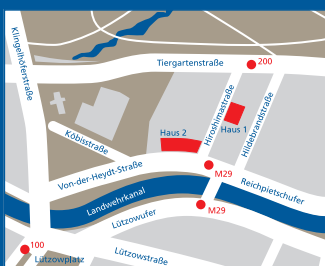 Klingelhöferstraße
Tiergartenstraße
200
Hiroshimastraße
Haus 1
Hildebrandstraße
Köbisstraße
Haus 2
Von-der-Heydt-Straße
M29
Reichpietschufer
Landwehrkanal
M29
Lützowufer
100
Lützowplatz
Lützowstraße